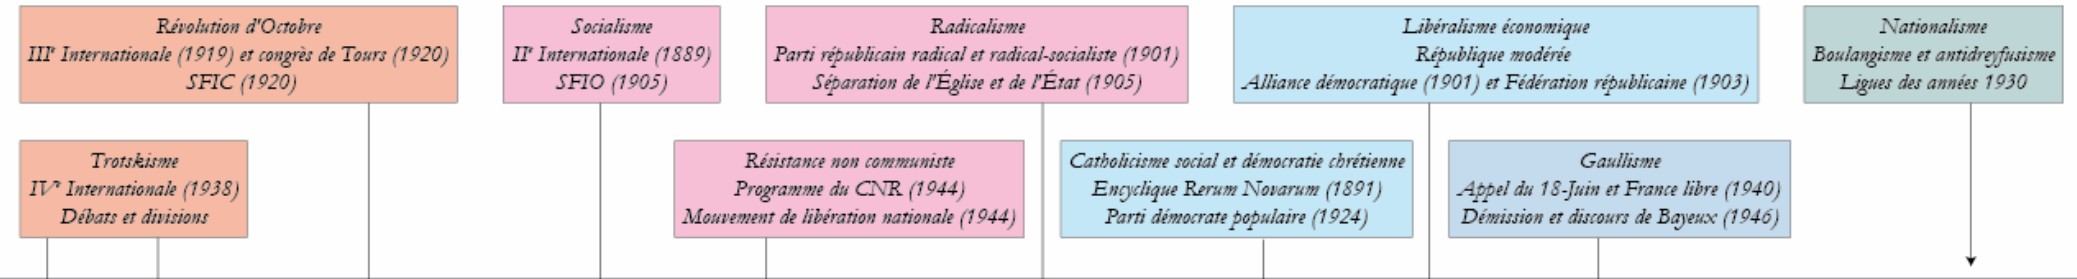 Révolution d'Octobre
IIIᵉ Internationale (1919) et congrès de Tours (1920)
SFIC (1920)
Socialisme
IIᵉ Internationale (1889)
SFIO (1905)
Radicalisme
Parti républicain radical et radical-socialiste (1901)
Séparation de l'Église et de l'État (1905)
Libéralisme économique
République modérée
Alliance démocratique (1901) et Fédération républicaine (1903)
Nationalisme
Boulangisme et antidreyfusisme
Ligues des années 1930
Trotskisme
IVᵉ Internationale (1938)
Débats et divisions
Résistance non communiste
Programme du CNR (1944)
Mouvement de libération nationale (1944)
Catholicisme social et démocratie chrétienne
Encyclique Rerum Novarum (1891)
Parti démocrate populaire (1924)
Gaullisme
Appel du 18-Juin et France libre (1940)
Démission et discours de Bayeux (1946)